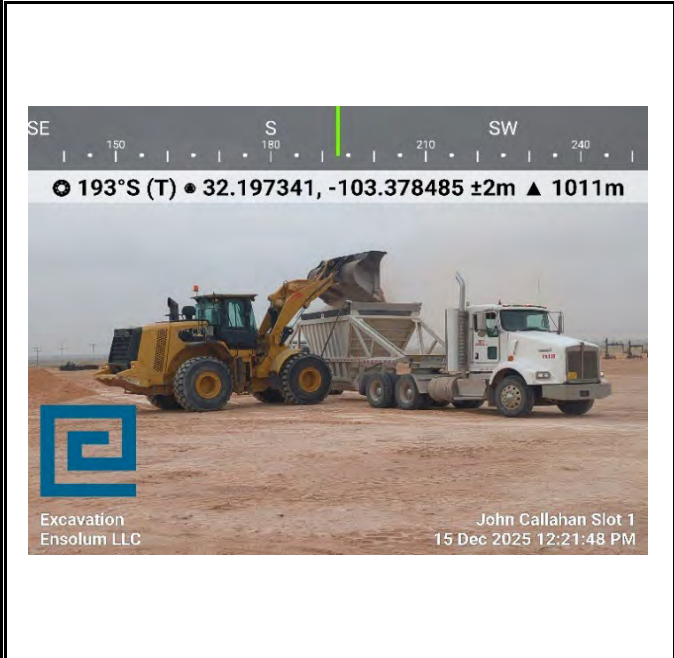 SE S SW
150 180 210 240
193°S (T) 32.197341, -103.378485 ±2m ▲ 1011m
Excavation
Ensolum LLC
John Callahan Slot 1
15 Dec 2025 12:21:48 PM